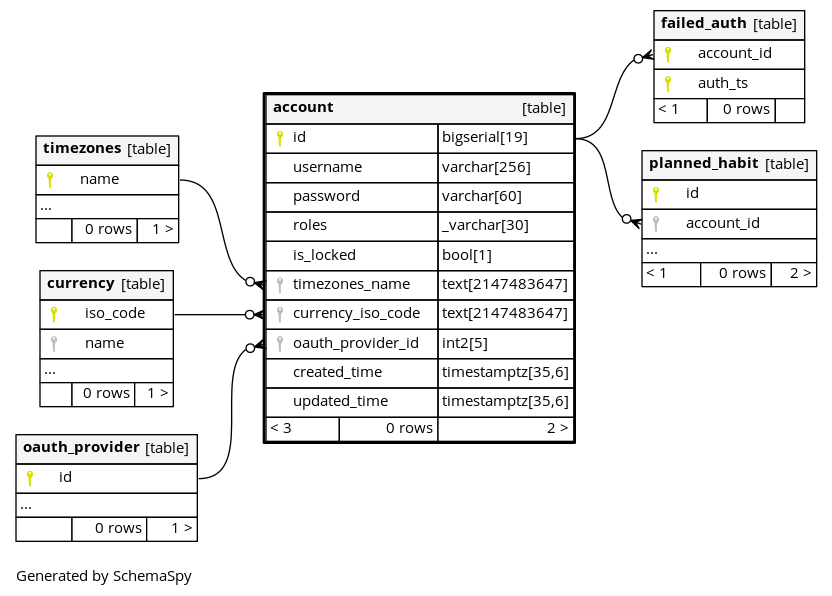 failed_auth [table]
account_id
auth_ts
< 1 0 rows
account [table]
id bigserial[19]
username varchar[256]
password varchar[60]
roles _varchar[30]
is_locked bool[1]
timezones_name text[2147483647]
currency_iso_code text[2147483647]
oauth_provider_id int2[5]
created_time timestamptz[35,6]
updated_time timestamptz[35,6]
< 3 0 rows 2 >
timezones [table]
name
...
0 rows 1 >
planned_habit [table]
id
account_id
...
< 1 0 rows 2 >
currency [table]
iso_code
name
...
0 rows 1 >
oauth_provider [table]
id
...
0 rows 1 >
Generated by SchemaSpy